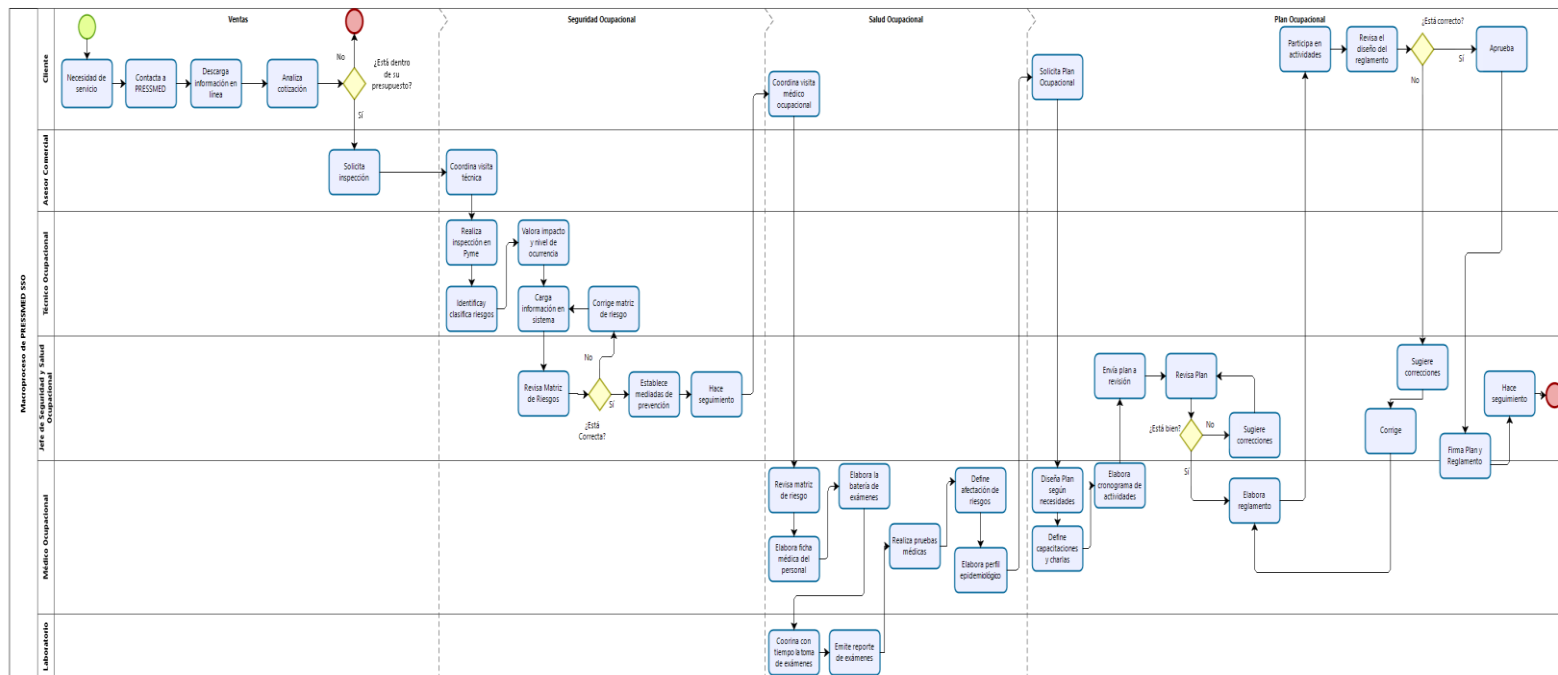 Macroproceso de PRESSMED SSO
Ventas
Seguridad Ocupacional
Salud Ocupacional
Plan Ocupacional
Cliente
Necesidad de
servicio
Contacta a
PRESSMED
Descarga
información en
línea
Analiza
cotización
No
¿Está dentro
de su
presupuesto?
Sí
Coordina visita
médico
ocupacional
Solicita Plan
Ocupacional
Participa en
actividades
Revisa el
diseño del
reglamento
¿Está correcto?
Sí
No
Aprueba
Asesor Comercial
Solicita
inspección
Coordina visita
técnica
Técnico Ocupacional
Realiza
inspección en
Pyme
Valora impacto
y nivel de
ocurrencia
Identificay
clasifica riesgos
Carga
información en
sistema
Corrige matriz
de riesgo
Jefe de Seguridad y Salud
Ocupacional
Revisa Matriz
de Riesgos
No
Sí
¿Está
Correcta?
Establece
mediadas de
prevención
Hace
seguimiento
Envía plan a
revisión
Revisa Plan
¿Está bien?
No
Sí
Sugiere
correcciones
Sugiere
correcciones
Corrige
Firma Plan y
Reglamento
Hace
seguimiento
Médico Ocupacional
Revisa matriz
de riesgo
Elabora la
batería de
exámenes
Elabora ficha
médica del
personal
Realiza pruebas
médicas
Define
afectación de
riesgos
Elabora perfil
epidemiológico
Diseña Plan
según
necesidades
Define
capacitaciones
y charlas
Elabora
cronograma de
actividades
Elabora
reglamento
Laboratorio
Coorina con
tiempo la toma
de exámenes
Emite reporte
de exámenes